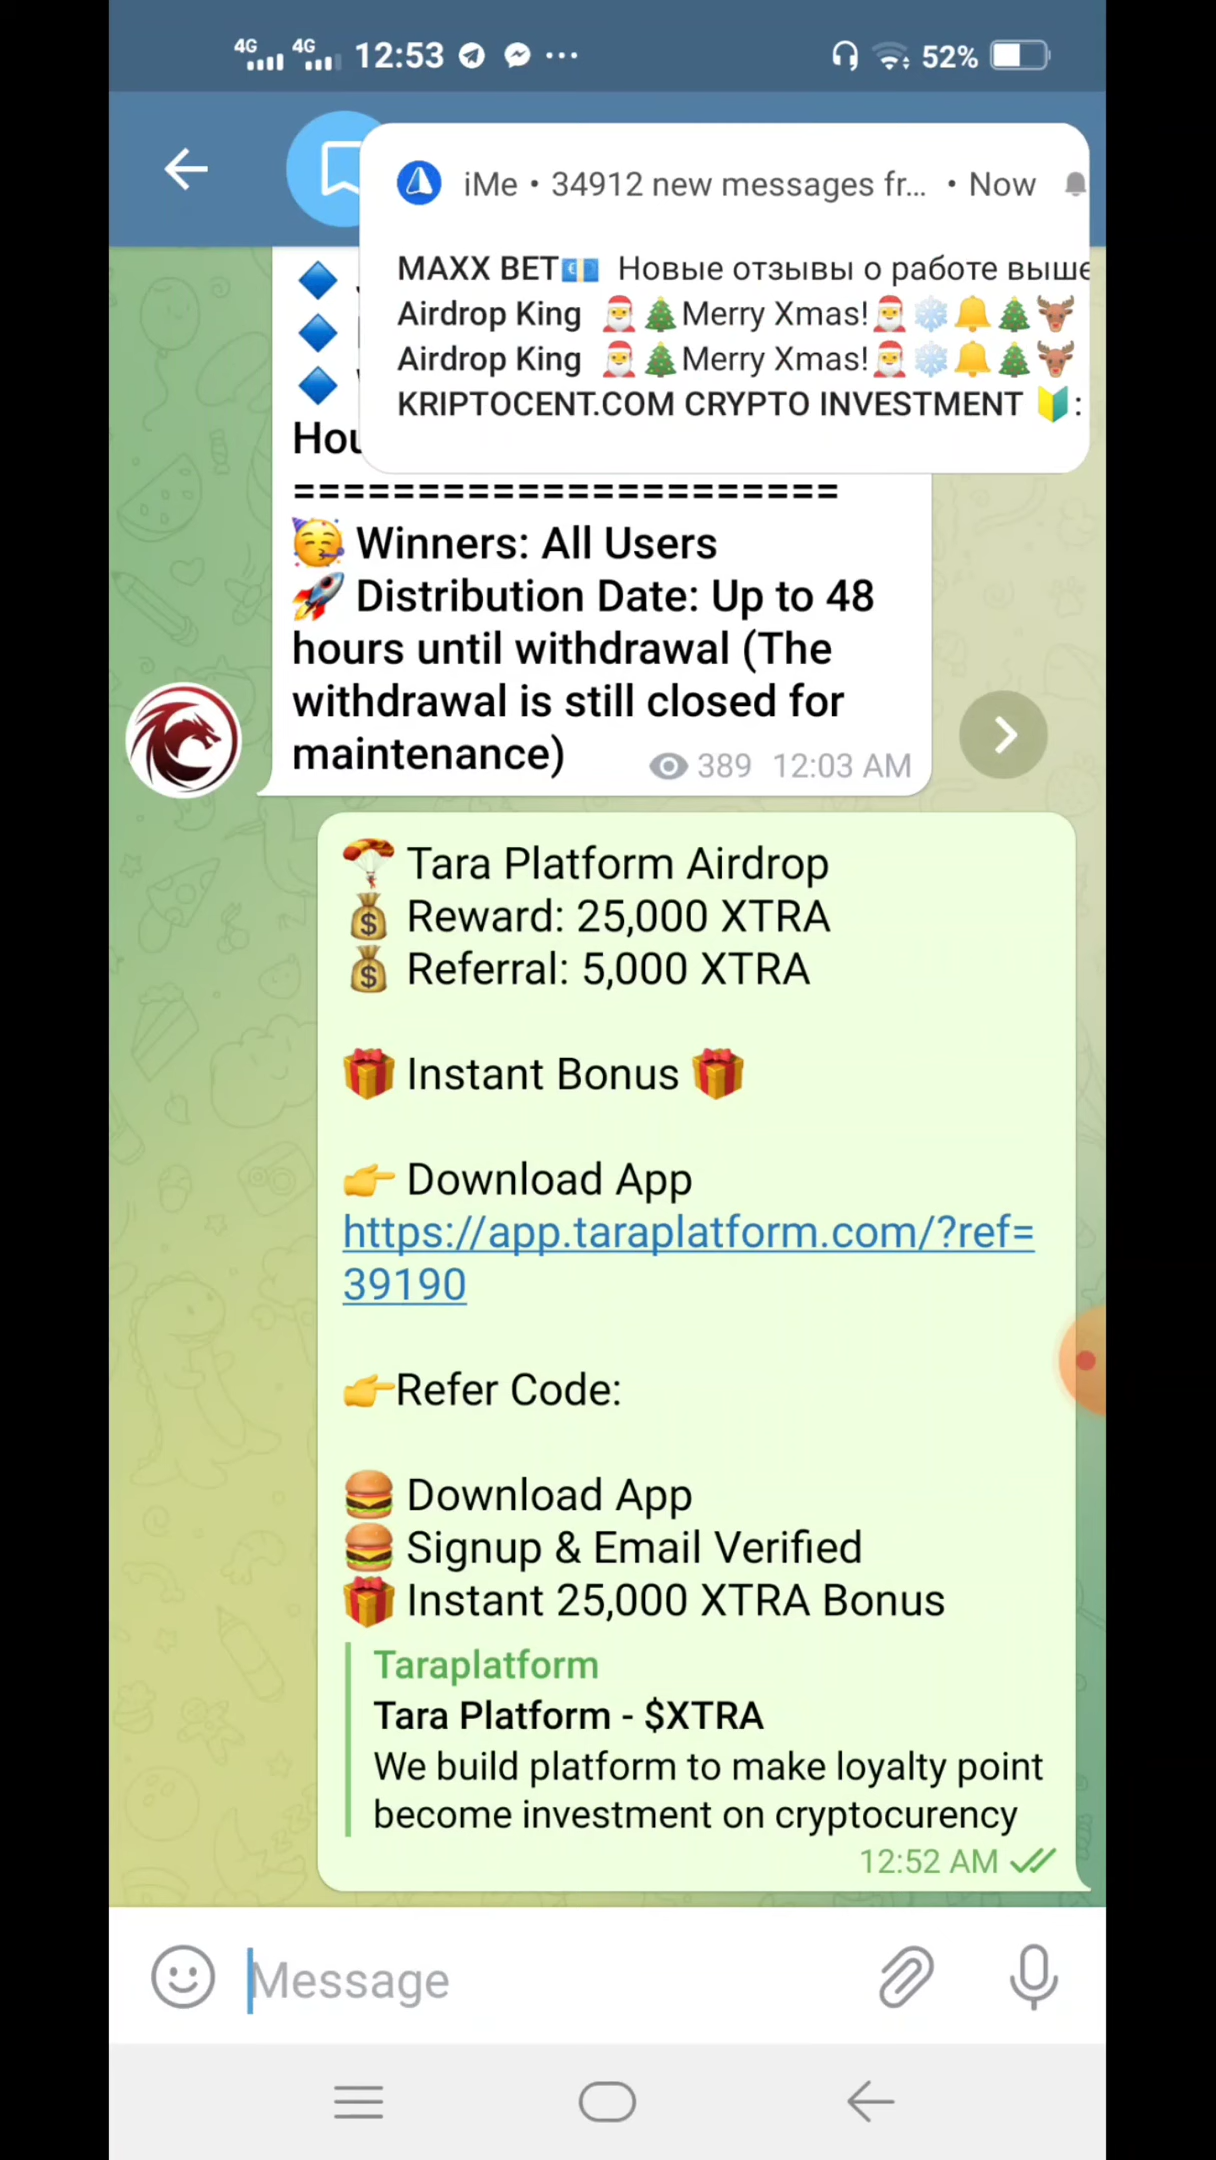 4G 4G 12:53 ... 52%
iMe • 34912 new messages fr... • Now
MAXX BET💶 Новые отзывы о работе выше
Airdrop King 🎅🎄Merry Xmas!🎅❄️🔔🎄🦌
Airdrop King 🎅🎄Merry Xmas!🎅❄️🔔🎄🦌
KRIPTOCENT.COM CRYPTO INVESTMENT 🔰:
🔷
🔷
🔷
=====================
🥳 Winners: All Users
🚀 Distribution Date: Up to 48
hours until withdrawal (The
withdrawal is still closed for
maintenance) 389 12:03 AM
🪂 Tara Platform Airdrop
💰 Reward: 25,000 XTRA
💰 Referral: 5,000 XTRA
🎁 Instant Bonus 🎁
👉 Download App
https://app.taraplatform.com/?ref=
39190
👉Refer Code:
🍔 Download App
🍔 Signup & Email Verified
🎁 Instant 25,000 XTRA Bonus
Taraplatform
Tara Platform - $XTRA
We build platform to make loyalty point
become investment on cryptocurency
12:52 AM
Message